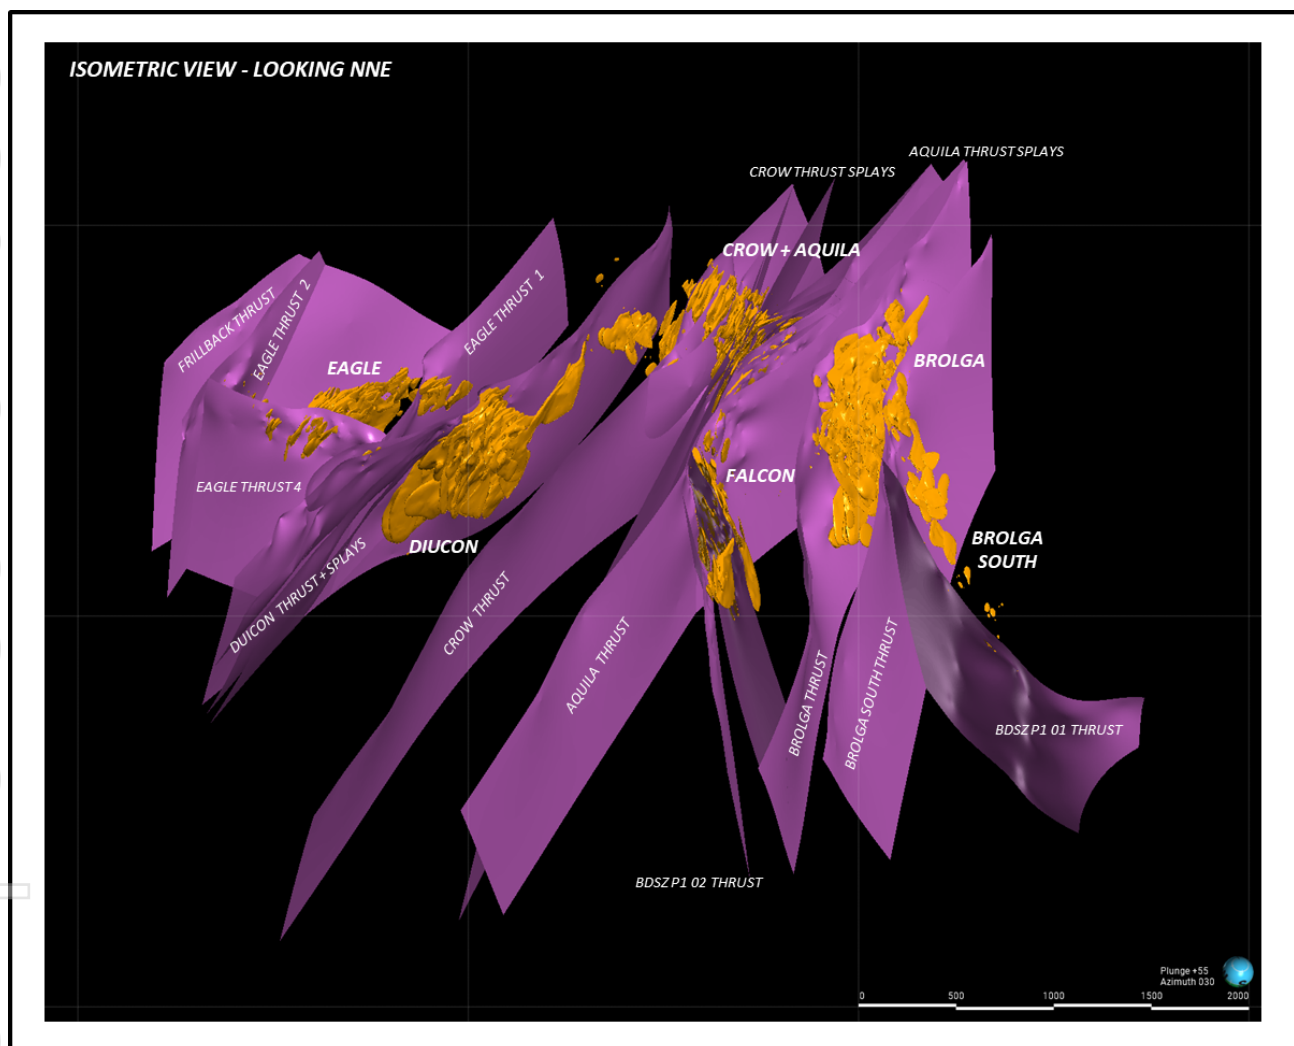 ISOMETRIC VIEW - LOOKING NNE
AQUILA THRUST SPLAYS
CROW THRUST SPLAYS
CROW + AQUILA
FRILLBACK THRUST
EAGLE THRUST 2
EAGLE THRUST 1
EAGLE
BROLGA
FALCON
EAGLE THRUST 4
DIUCON
BROLGA
SOUTH
DUICON THRUST + SPLAYS
CROW THRUST
AQUILA THRUST
BROLGA THRUST
BROLGA SOUTH THRUST
BDSZ P1 01 THRUST
BDSZ P1 02 THRUST
Plunge +55
Azimuth 030
0 500 1000 1500 2000